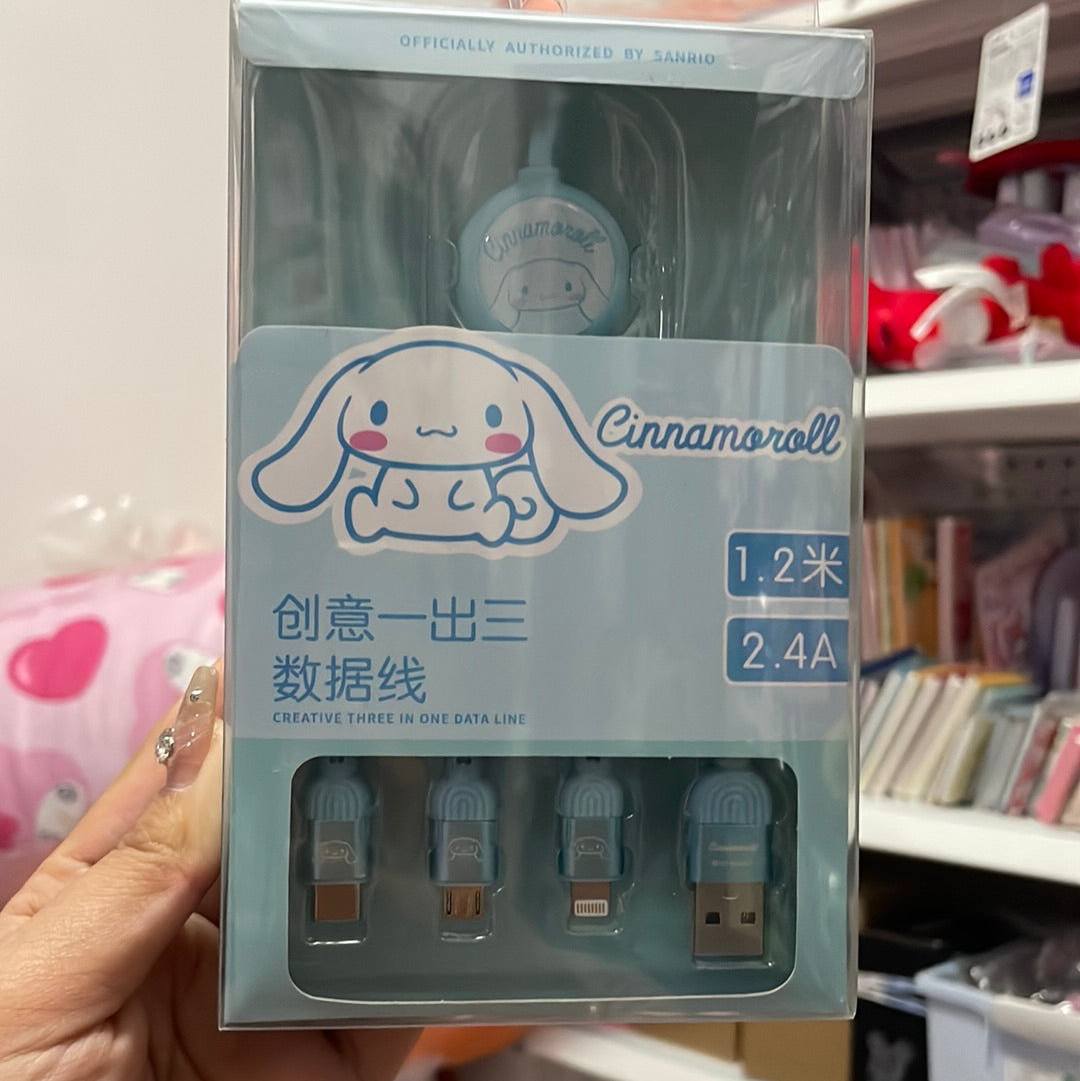 OFFICIALLY AUTHORIZED BY SANRIO
Cinnamoroll
Cinnamoroll
1.2米
2.4A
创意一出三
数据线
CREATIVE THREE IN ONE DATA LINE
Cinnamoroll